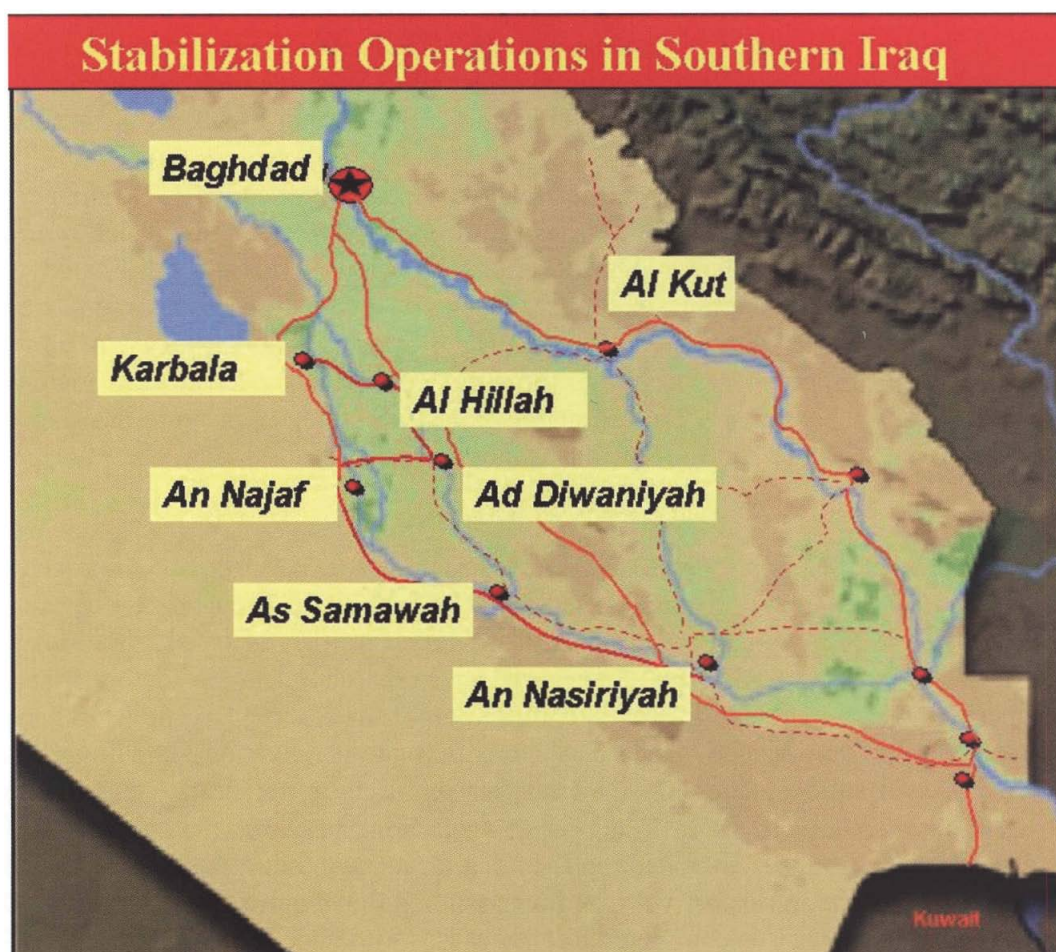 Stabilization Operations in Southern Iraq
Baghdad
Al Kut
Karbala
Al Hillah
An Najaf
Ad Diwaniyah
As Samawah
An Nasiriyah
Kuwait